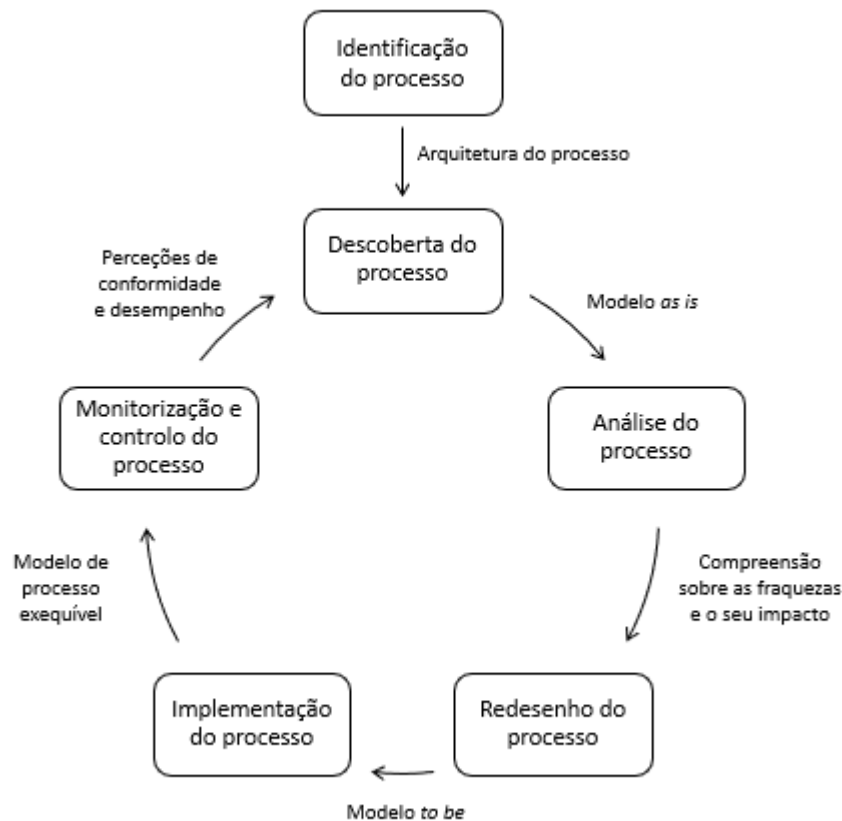 Identificação
do processo
Arquitetura do processo
Descoberta do
processo
Modelo as is
Análise do
processo
Compreensão
sobre as fraquezas
e o seu impacto
Redesenho do
processo
Modelo to be
Implementação
do processo
Modelo de
processo
exequível
Monitorização e
controlo do
processo
Perceções de
conformidade
e desempenho